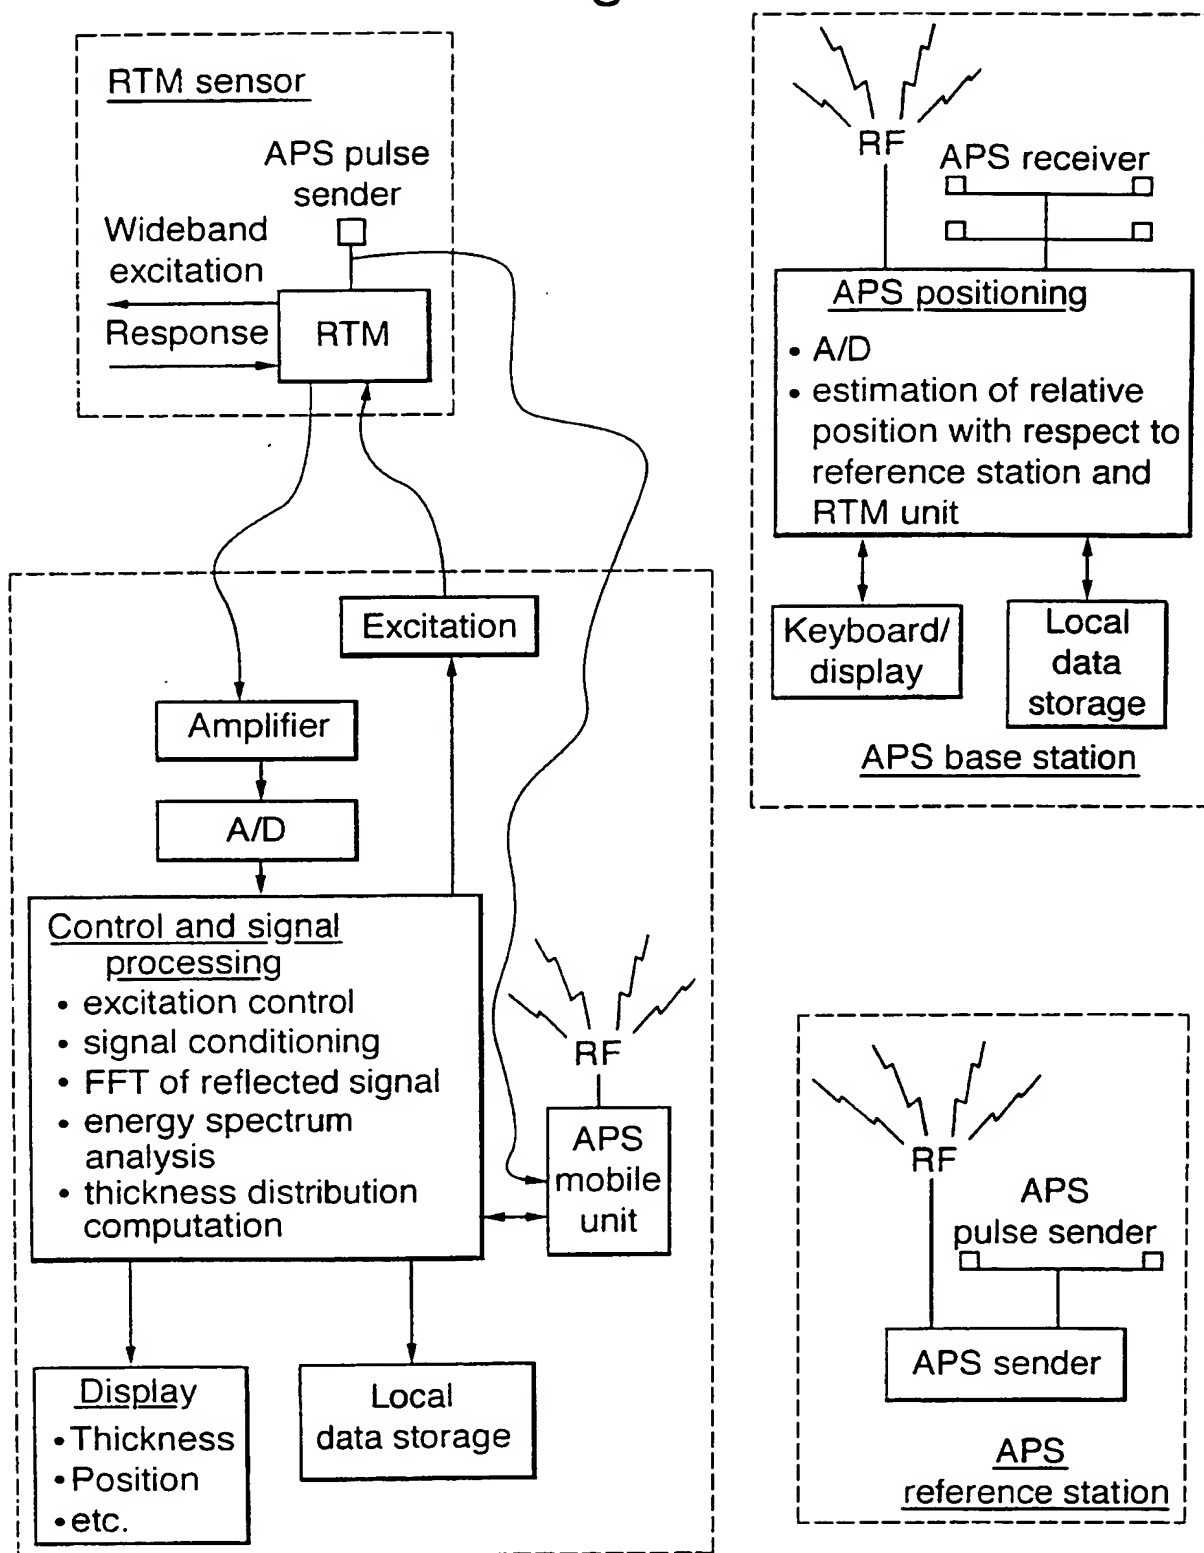 RTM sensor
APS pulse
sender
Wideband
excitation
Response
RTM
Excitation
Amplifier
A/D
Control and signal
processing
• excitation control
• signal conditioning
• FFT of reflected signal
• energy spectrum
analysis
• thickness distribution
computation
RF
APS
mobile
unit
Display
• Thickness
• Position
• etc.
Local
data storage
RF
APS receiver
APS positioning
• A/D
• estimation of relative
position with respect to
reference station and
RTM unit
Keyboard/
display
Local
data
storage
APS base station
RF
APS
pulse sender
APS sender
APS
reference station